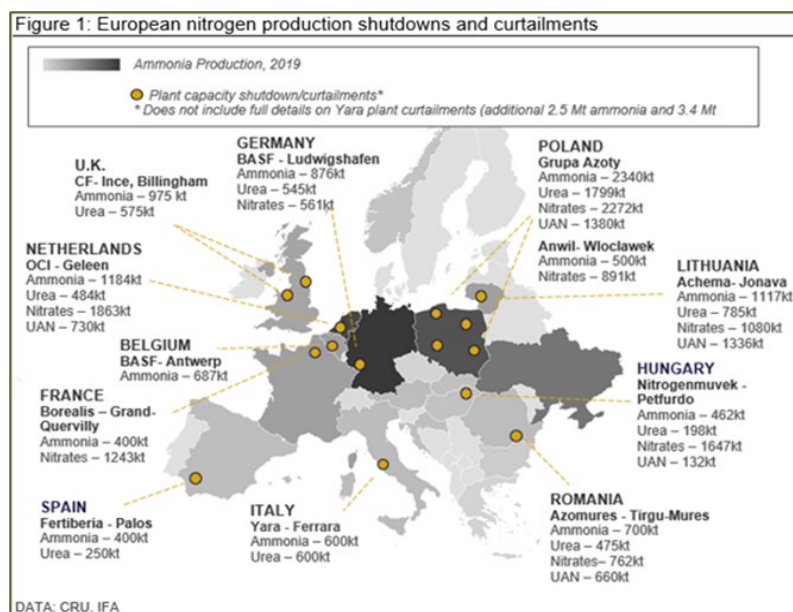 Figure 1: European nitrogen production shutdowns and curtailments
Ammonia Production, 2019
Plant capacity shutdown/curtailments*
* Does not include full details on Yara plant curtailments (additional 2.5 Mt ammonia and 3.4 Mt
GERMANY
BASF - Ludwigshafen
Ammonia – 876kt
Urea – 545kt
Nitrates – 561kt
POLAND
Grupa Azoty
Ammonia – 2340kt
Urea – 1799kt
Nitrates – 2272kt
UAN – 1380kt
Anwil- Wloclawek
Ammonia – 500kt
Nitrates – 891kt
U.K.
CF- Ince, Billingham
Ammonia – 975 kt
Urea – 575kt
NETHERLANDS
OCI - Geleen
Ammonia – 1184kt
Urea – 484kt
Nitrates – 1863kt
UAN – 730kt
LITHUANIA
Achema- Jonava
Ammonia – 1117kt
Urea – 785kt
Nitrates – 1080kt
UAN – 1336kt
BELGIUM
BASF- Antwerp
Ammonia – 687kt
HUNGARY
Nitrogenmuvek -
Petfurdo
Ammonia – 462kt
Urea – 198kt
Nitrates – 1647kt
UAN – 132kt
FRANCE
Borealis – Grand-
Quervilly
Ammonia – 400kt
Nitrates – 1243kt
SPAIN
Fertiberia - Palos
Ammonia – 400kt
Urea – 250kt
ITALY
Yara - Ferrara
Ammonia – 600kt
Urea – 600kt
ROMANIA
Azomures - Tirgu-Mures
Ammonia – 700kt
Urea – 475kt
Nitrates– 762kt
UAN – 660kt
DATA: CRU, IFA